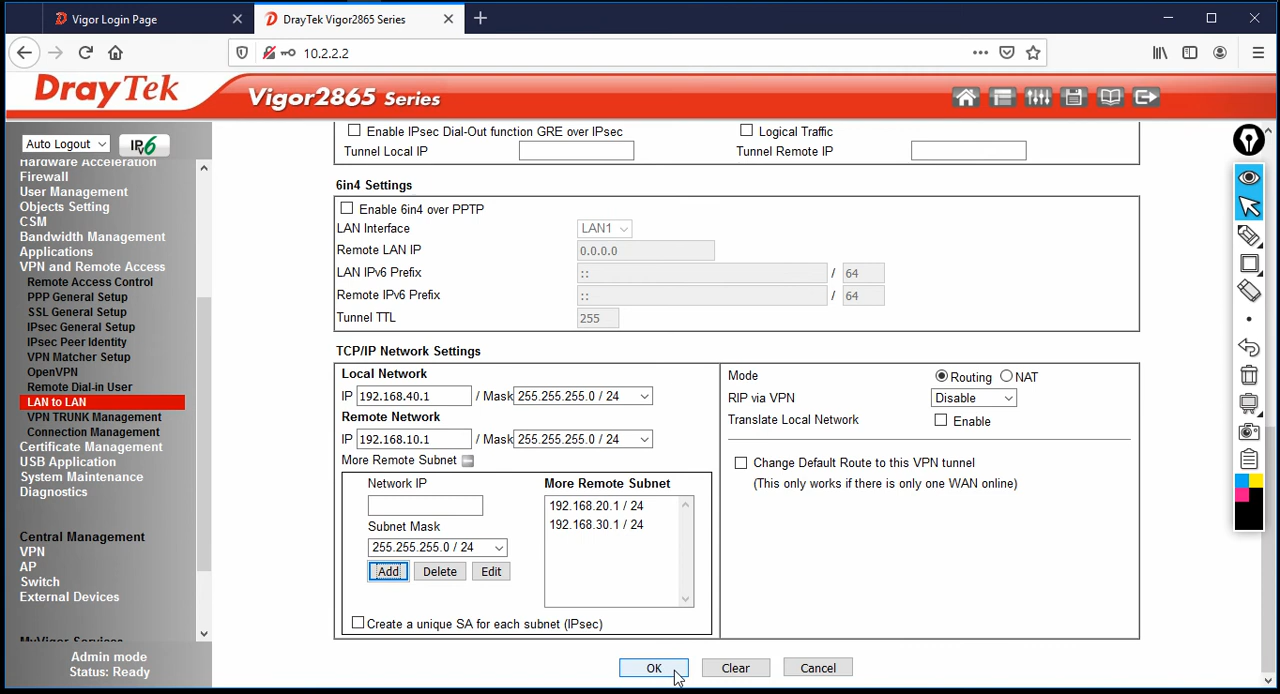 Vigor Login Page
DrayTek Vigor2865 Series
10.2.2.2
DrayTek
Vigor2865 Series
Auto Logout
IPv6
Hardware Acceleration
Firewall
User Management
Objects Setting
CSM
Bandwidth Management
Applications
VPN and Remote Access
Remote Access Control
PPP General Setup
SSL General Setup
IPsec General Setup
IPsec Peer Identity
VPN Matcher Setup
OpenVPN
Remote Dial-in User
LAN to LAN
VPN TRUNK Management
Connection Management
Certificate Management
USB Application
System Maintenance
Diagnostics
Central Management
VPN
AP
Switch
External Devices
MyVigor Services
Admin mode
Status: Ready
Enable IPsec Dial-Out function GRE over IPsec
Logical Traffic
Tunnel Local IP
Tunnel Remote IP
6in4 Settings
Enable 6in4 over PPTP
LAN Interface LAN1
Remote LAN IP 0.0.0.0
LAN IPv6 Prefix :: / 64
Remote IPv6 Prefix :: / 64
Tunnel TTL 255
TCP/IP Network Settings
Local Network
IP 192.168.40.1 / Mask 255.255.255.0 / 24
Remote Network
IP 192.168.10.1 / Mask 255.255.255.0 / 24
More Remote Subnet
Network IP
Subnet Mask
255.255.255.0 / 24
Add Delete Edit
More Remote Subnet
192.168.20.1 / 24
192.168.30.1 / 24
Create a unique SA for each subnet (IPsec)
Mode Routing NAT
RIP via VPN Disable
Translate Local Network Enable
Change Default Route to this VPN tunnel
(This only works if there is only one WAN online)
OK Clear Cancel